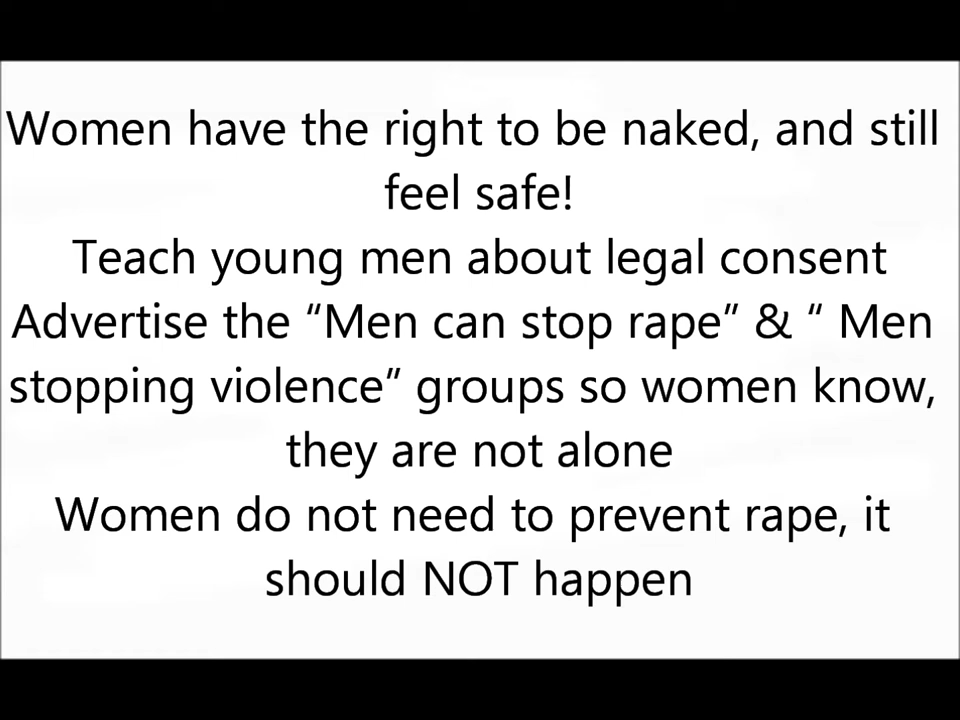 Women have the right to be naked, and still
feel safe!
Teach young men about legal consent
Advertise the “Men can stop rape” & “ Men
stopping violence” groups so women know,
they are not alone
Women do not need to prevent rape, it
should NOT happen